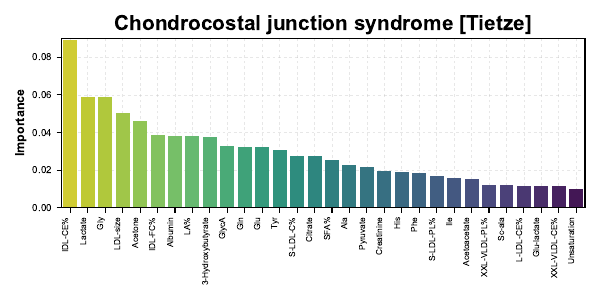 Chondrocostal junction syndrome [Tietze]
Importance
0.08
0.06
0.04
0.02
0.00
IDL-CE%
Lactate
Gly
LDL-size
Acetone
IDL-FC%
Albumin
LA%
3-Hydroxybutyrate
GlycA
Gln
Glu
Tyr
S-LDL-C%
Citrate
SFA%
Ala
Pyruvate
Creatinine
His
Phe
S-LDL-PL%
Ile
Acetoacetate
XXL-VLDL-PL%
Sc-ala
L-LDL-CE%
Glu-lactate
XXL-VLDL-CE%
Unsaturation